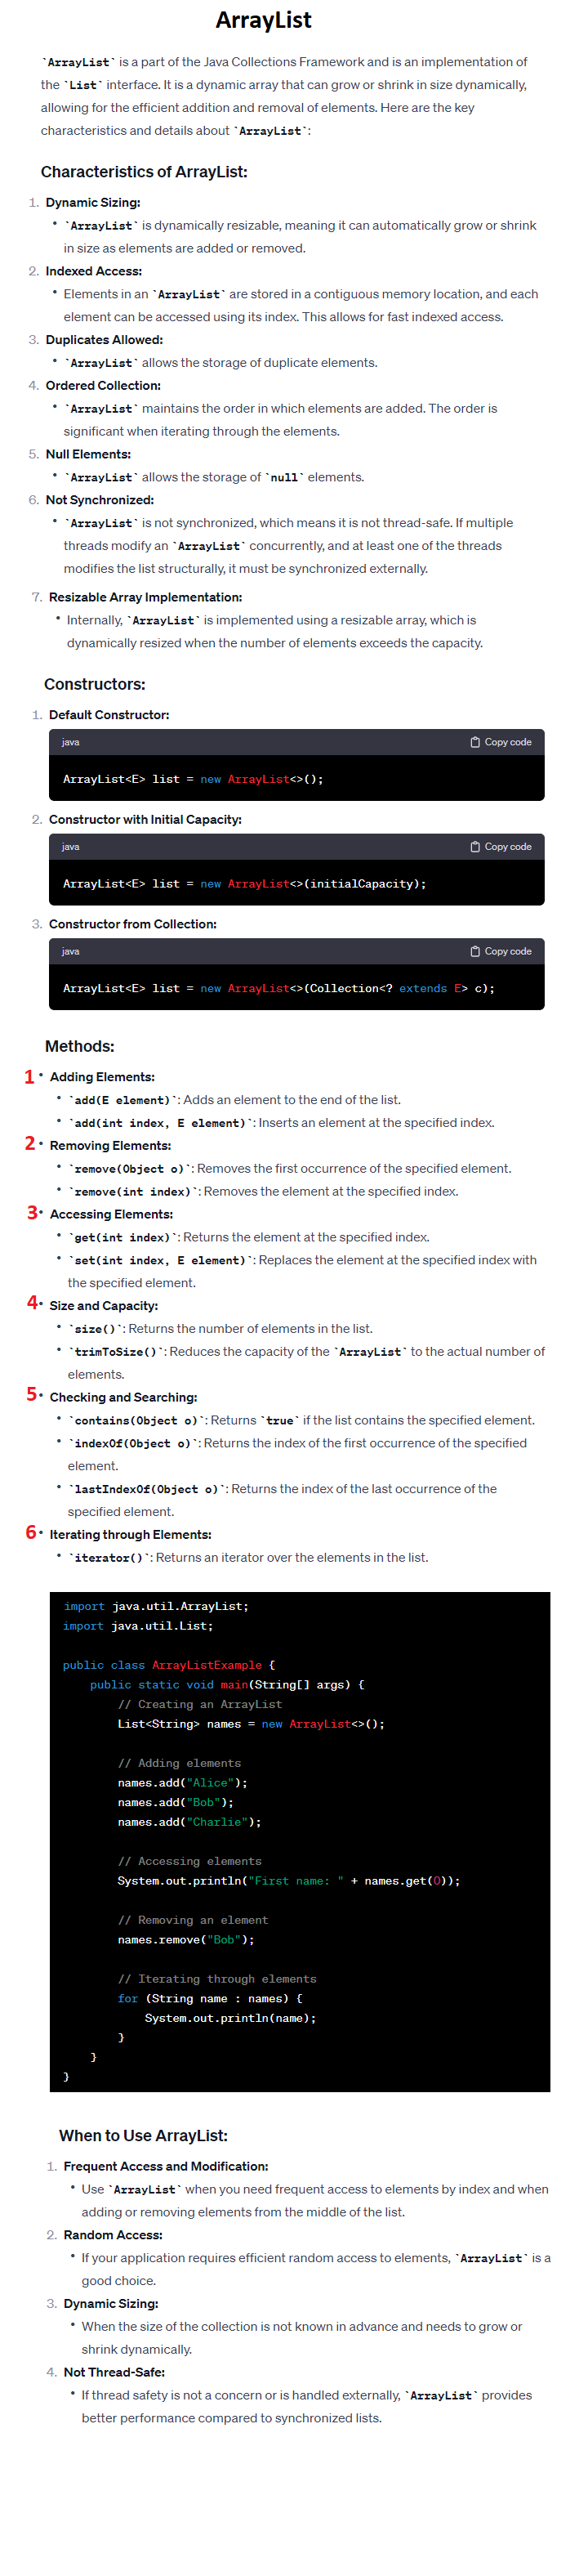 ArrayList
`ArrayList` is a part of the Java Collections Framework and is an implementation of
the `List` interface. It is a dynamic array that can grow or shrink in size dynamically,
allowing for the efficient addition and removal of elements. Here are the key
characteristics and details about `ArrayList`:
Characteristics of ArrayList:
1. Dynamic Sizing:
• `ArrayList` is dynamically resizable, meaning it can automatically grow or shrink
in size as elements are added or removed.
2. Indexed Access:
• Elements in an `ArrayList` are stored in a contiguous memory location, and each
element can be accessed using its index. This allows for fast indexed access.
3. Duplicates Allowed:
• `ArrayList` allows the storage of duplicate elements.
4. Ordered Collection:
• `ArrayList` maintains the order in which elements are added. The order is
significant when iterating through the elements.
5. Null Elements:
• `ArrayList` allows the storage of `null` elements.
6. Not Synchronized:
• `ArrayList` is not synchronized, which means it is not thread-safe. If multiple
threads modify an `ArrayList` concurrently, and at least one of the threads
modifies the list structurally, it must be synchronized externally.
7. Resizable Array Implementation:
• Internally, `ArrayList` is implemented using a resizable array, which is
dynamically resized when the number of elements exceeds the capacity.
Constructors:
1. Default Constructor:
java Copy code
ArrayList<E> list = new ArrayList<>();
2. Constructor with Initial Capacity:
java Copy code
ArrayList<E> list = new ArrayList<>(initialCapacity);
3. Constructor from Collection:
java Copy code
ArrayList<E> list = new ArrayList<>(Collection<? extends E> c);
Methods:
1 • Adding Elements:
• `add(E element)`: Adds an element to the end of the list.
• `add(int index, E element)`: Inserts an element at the specified index.
2 • Removing Elements:
• `remove(Object o)`: Removes the first occurrence of the specified element.
• `remove(int index)`: Removes the element at the specified index.
3 • Accessing Elements:
• `get(int index)`: Returns the element at the specified index.
• `set(int index, E element)`: Replaces the element at the specified index with
the specified element.
4 • Size and Capacity:
• `size()`: Returns the number of elements in the list.
• `trimToSize()`: Reduces the capacity of the `ArrayList` to the actual number of
elements.
5 • Checking and Searching:
• `contains(Object o)`: Returns `true` if the list contains the specified element.
• `indexOf(Object o)`: Returns the index of the first occurrence of the specified
element.
• `lastIndexOf(Object o)`: Returns the index of the last occurrence of the
specified element.
6 • Iterating through Elements:
• `iterator()`: Returns an iterator over the elements in the list.
import java.util.ArrayList;
import java.util.List;
public class ArrayListExample {
public static void main(String[] args) {
// Creating an ArrayList
List<String> names = new ArrayList<>();
// Adding elements
names.add("Alice");
names.add("Bob");
names.add("Charlie");
// Accessing elements
System.out.println("First name: " + names.get(0));
// Removing an element
names.remove("Bob");
// Iterating through elements
for (String name : names) {
System.out.println(name);
}
}
}
When to Use ArrayList:
1. Frequent Access and Modification:
• Use `ArrayList` when you need frequent access to elements by index and when
adding or removing elements from the middle of the list.
2. Random Access:
• If your application requires efficient random access to elements, `ArrayList` is a
good choice.
3. Dynamic Sizing:
• When the size of the collection is not known in advance and needs to grow or
shrink dynamically.
4. Not Thread-Safe:
• If thread safety is not a concern or is handled externally, `ArrayList` provides
better performance compared to synchronized lists.